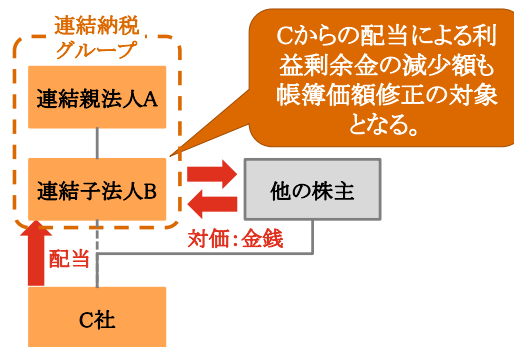 連結納税
グループ
Cからの配当による利
益剰余金の減少額も
帳簿価額修正の対象
となる。
連結親法人A
連結子法人B
他の株主
対価：金銭
配当
C社